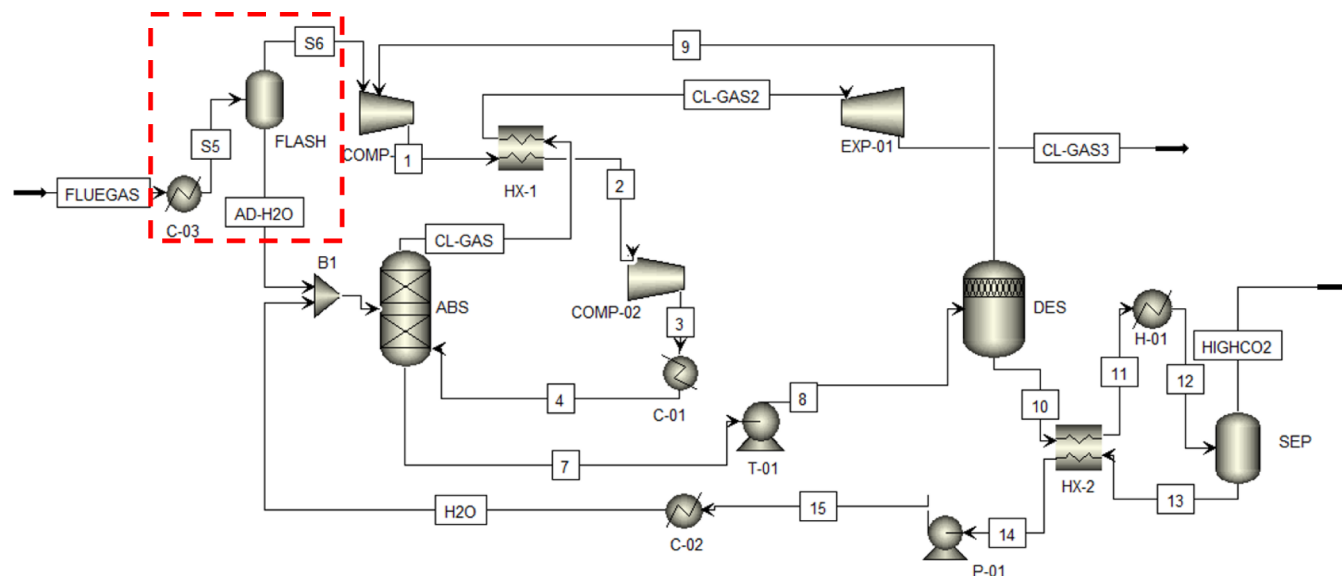 S6
9
CL-GAS2
S5
FLASH
COMP-
1
EXP-01
CL-GAS3
HX-1
2
FLUEGAS
AD-H2O
C-03
CL-GAS
B1
ABS
COMP-02
3
DES
H-01
HIGHCO2
11
12
4
C-01
8
10
SEP
7
T-01
HX-2
13
H2O
15
C-02
14
P-01